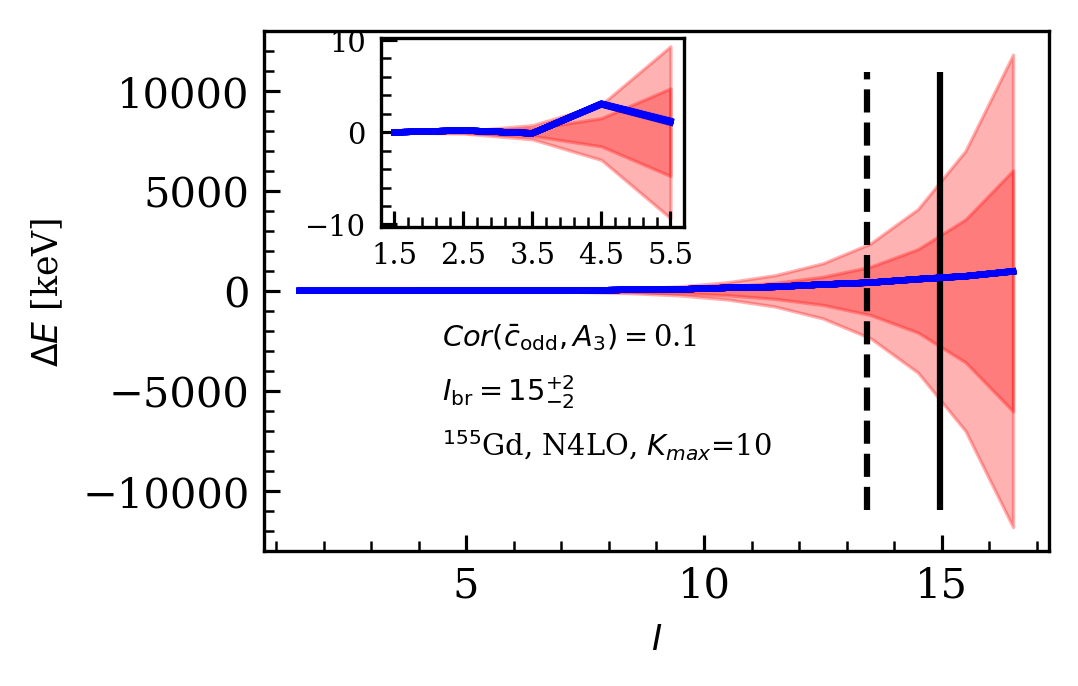 10
0
−10
1.5 2.5 3.5 4.5 5.5
10000
5000
0
−5000
−10000
ΔE [keV]
Cor(c̄odd, A3) = 0.1
Ibr = 15+2−2
155Gd, N4LO, Kmax=10
5 10 15
I